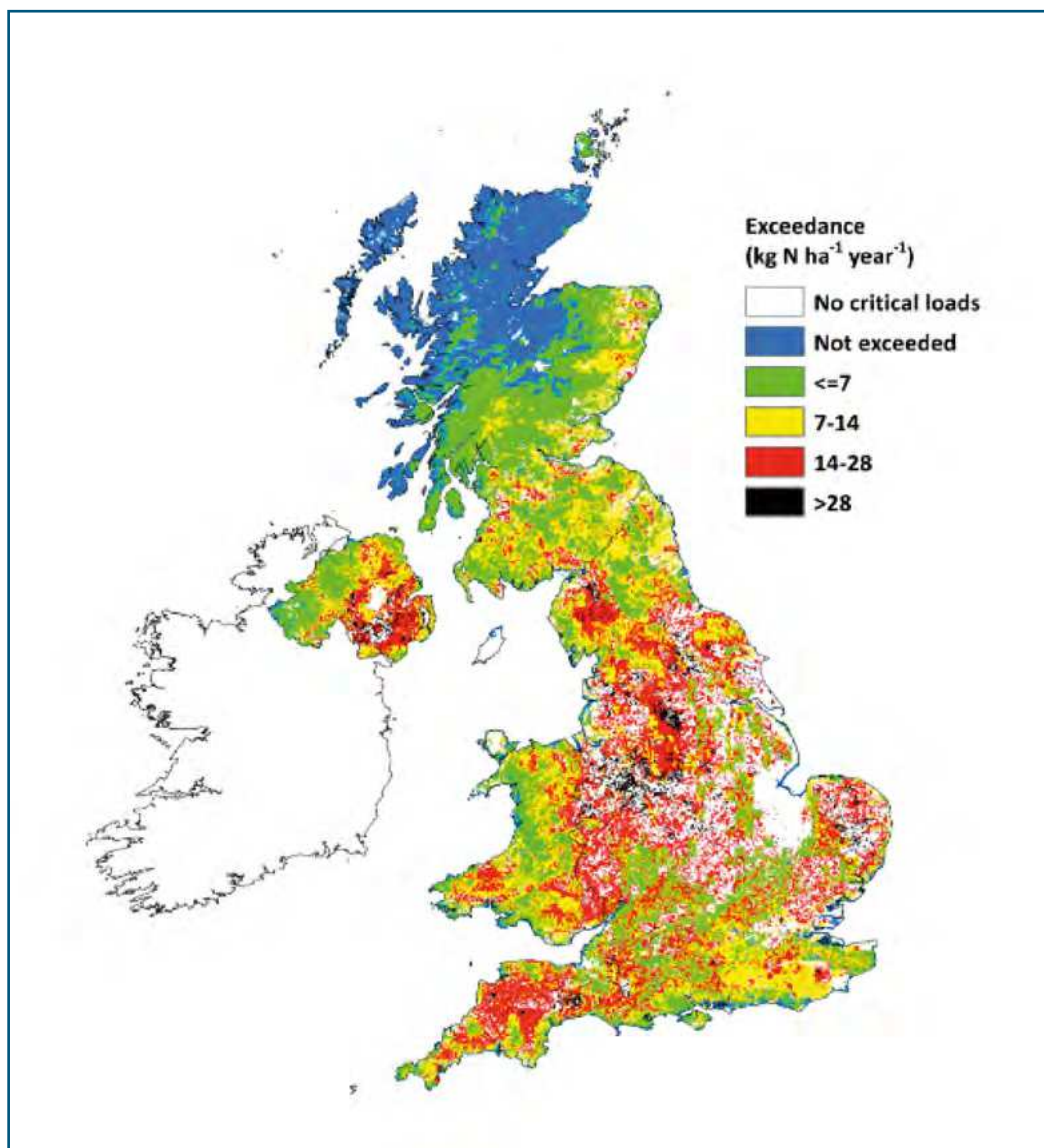 Exceedance
(kg N ha⁻¹ year⁻¹)
No critical loads
Not exceeded
<=7
7-14
14-28
>28